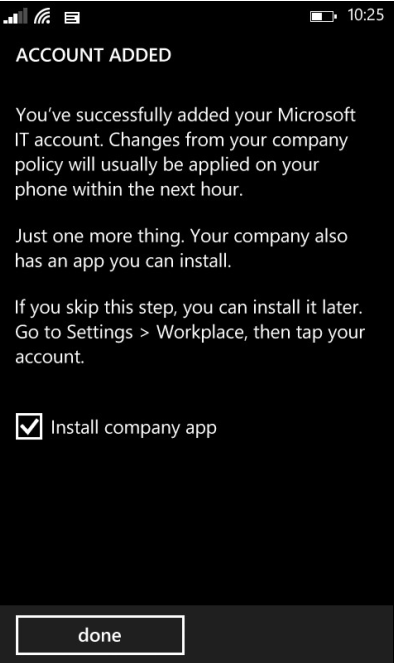 10:25
ACCOUNT ADDED
You've successfully added your Microsoft
IT account. Changes from your company
policy will usually be applied on your
phone within the next hour.
Just one more thing. Your company also
has an app you can install.
If you skip this step, you can install it later.
Go to Settings > Workplace, then tap your
account.
Install company app
done